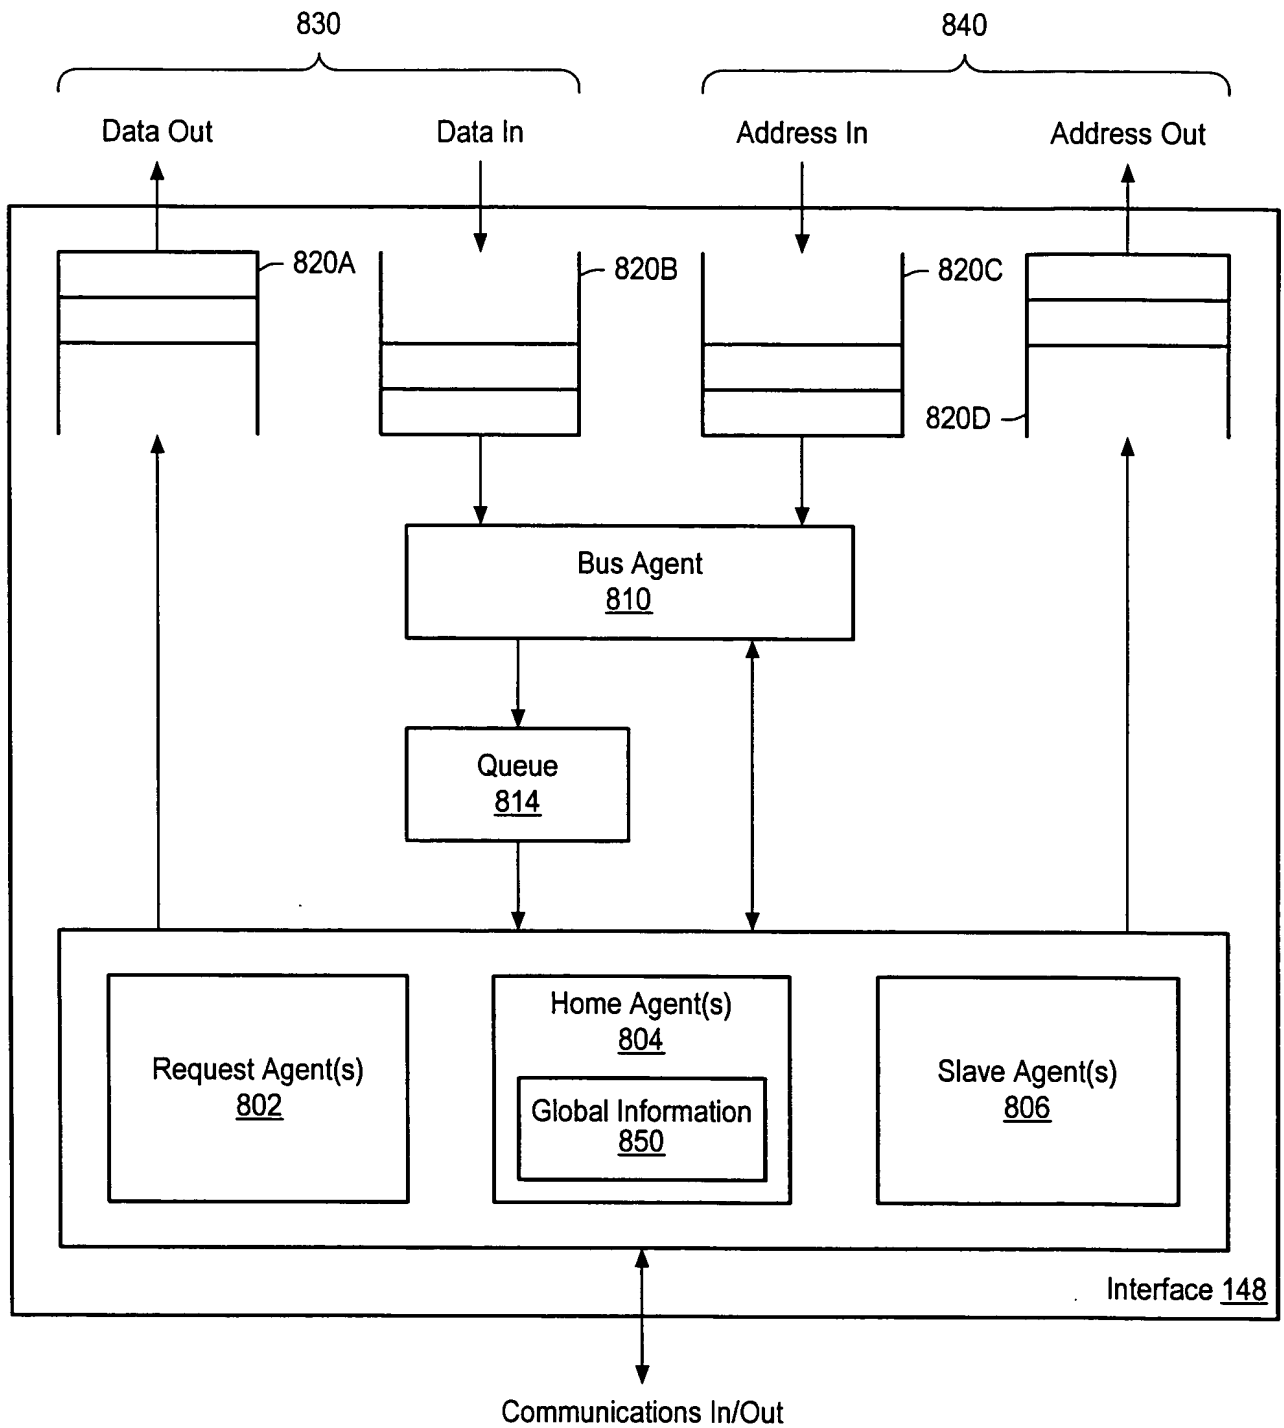 830
840
Data Out
Data In
Address In
Address Out
820A
820B
820C
820D
Bus Agent
810
Queue
814
Request Agent(s)
802
Home Agent(s)
804
Global Information
850
Slave Agent(s)
806
Interface 148
Communications In/Out